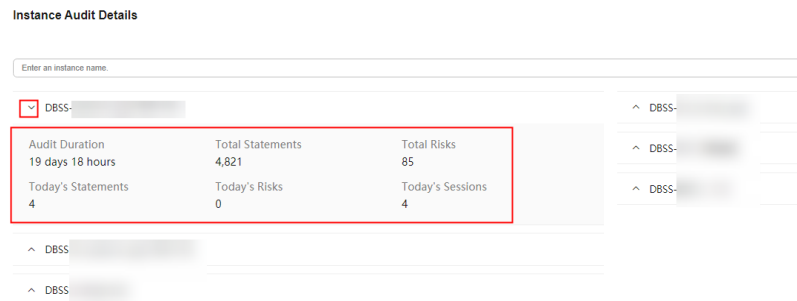 Instance Audit Details
Enter an instance name.
DBSS-
Audit Duration Total Statements Total Risks
19 days 18 hours 4,821 85
Today's Statements Today's Risks Today's Sessions
4 0 4
DBSS
DBSS
DBSS-
DBSS-
DBSS-